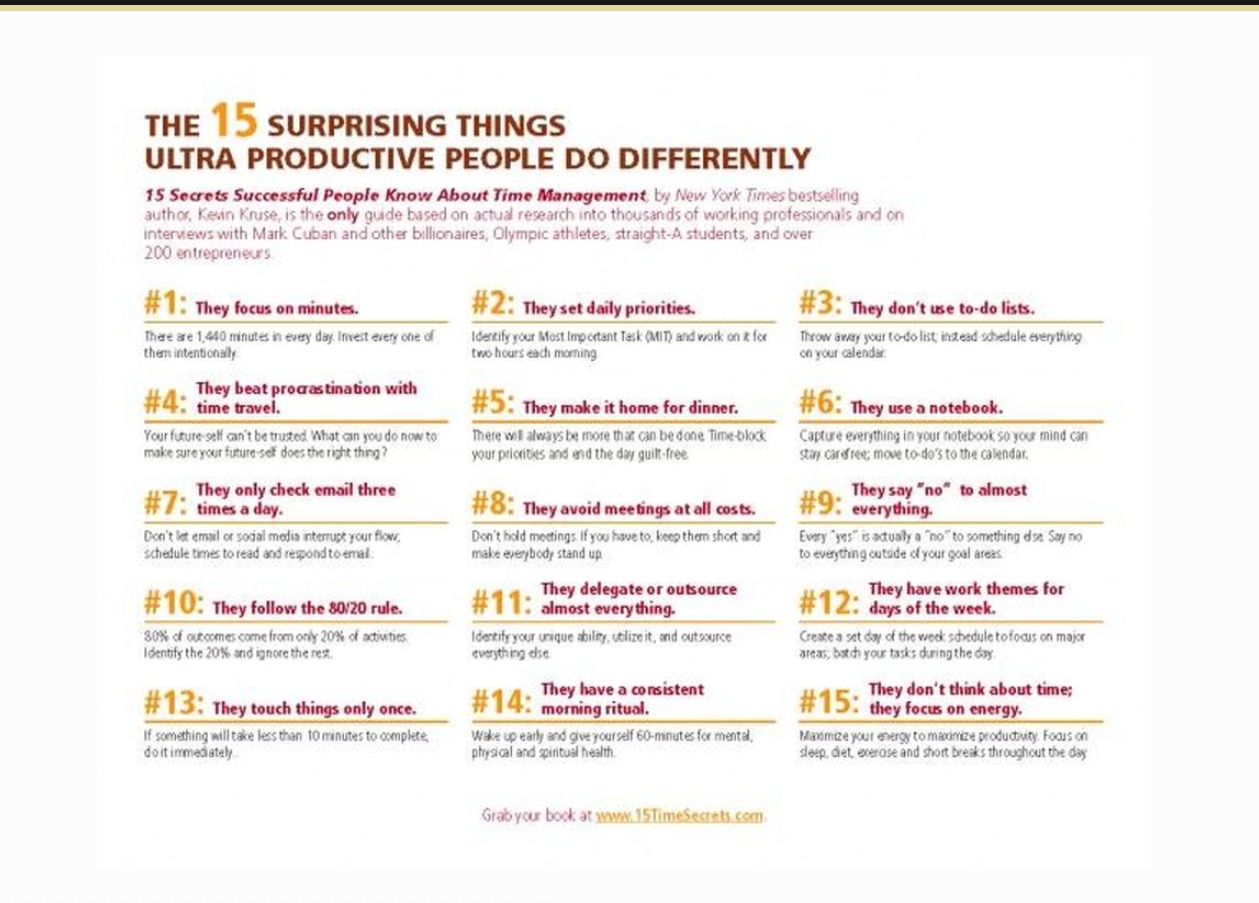 THE 15 SURPRISING THINGS
ULTRA PRODUCTIVE PEOPLE DO DIFFERENTLY
15 Secrets Successful People Know About Time Management, by New York Times bestselling
author, Kevin Kruse, is the only guide based on actual research into thousands of working professionals and on
interviews with Mark Cuban and other billionaires, Olympic athletes, straight-A students, and over
200 entrepreneurs.
#1: They focus on minutes.
There are 1,440 minutes in every day. Invest every one of
them intentionally.
#2: They set daily priorities.
Identify your Most Important Task (MIT) and work on it for
two hours each morning.
#3: They don't use to-do lists.
Throw away your to-do list; instead schedule everything
on your calendar.
#4: They beat procrastination with
time travel.
Your future-self can't be trusted. What can you do now to
make sure your future-self does the right thing?
#5: They make it home for dinner.
There will always be more that can be done. Time-block
your priorities and end the day guilt-free.
#6: They use a notebook.
Capture everything in your notebook so your mind can
stay carefree; move to-do's to the calendar.
#7: They only check email three
times a day.
Don't let email or social media interrupt your flow;
schedule times to read and respond to email.
#8: They avoid meetings at all costs.
Don't hold meetings. If you have to, keep them short and
make everybody stand up.
#9: They say "no" to almost
everything.
Every "yes" is actually a "no" to something else. Say no
to everything outside of your goal areas.
#10: They follow the 80/20 rule.
80% of outcomes come from only 20% of activities.
Identify the 20% and ignore the rest.
#11: They delegate or outsource
almost everything.
Identify your unique ability, utilize it, and outsource
everything else.
#12: They have work themes for
days of the week.
Create a set day of the week schedule to focus on major
areas; batch your tasks during the day.
#13: They touch things only once.
If something will take less than 10 minutes to complete,
do it immediately.
#14: They have a consistent
morning ritual.
Wake up early and give yourself 60-minutes for mental,
physical and spiritual health.
#15: They don't think about time;
they focus on energy.
Maximize your energy to maximize productivity. Focus on
sleep, diet, exercise and short breaks throughout the day
Grab your book at www.15TimeSecrets.com.